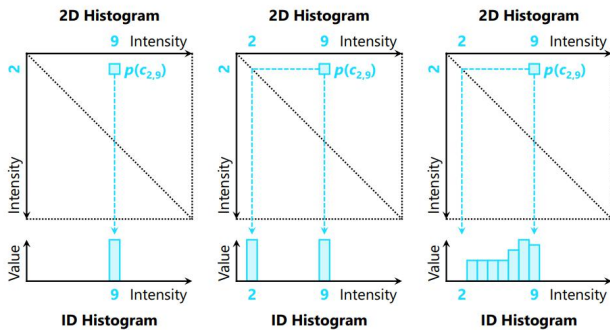 2D Histogram
9 Intensity
2
p(c2,9)
Intensity
Value
9 Intensity
ID Histogram
2D Histogram
2 9 Intensity
p(c2,9)
Intensity
Value
2 9 Intensity
ID Histogram
2D Histogram
2 9 Intensity
2
p(c2,9)
Intensity
Value
2 9 Intensity
ID Histogram